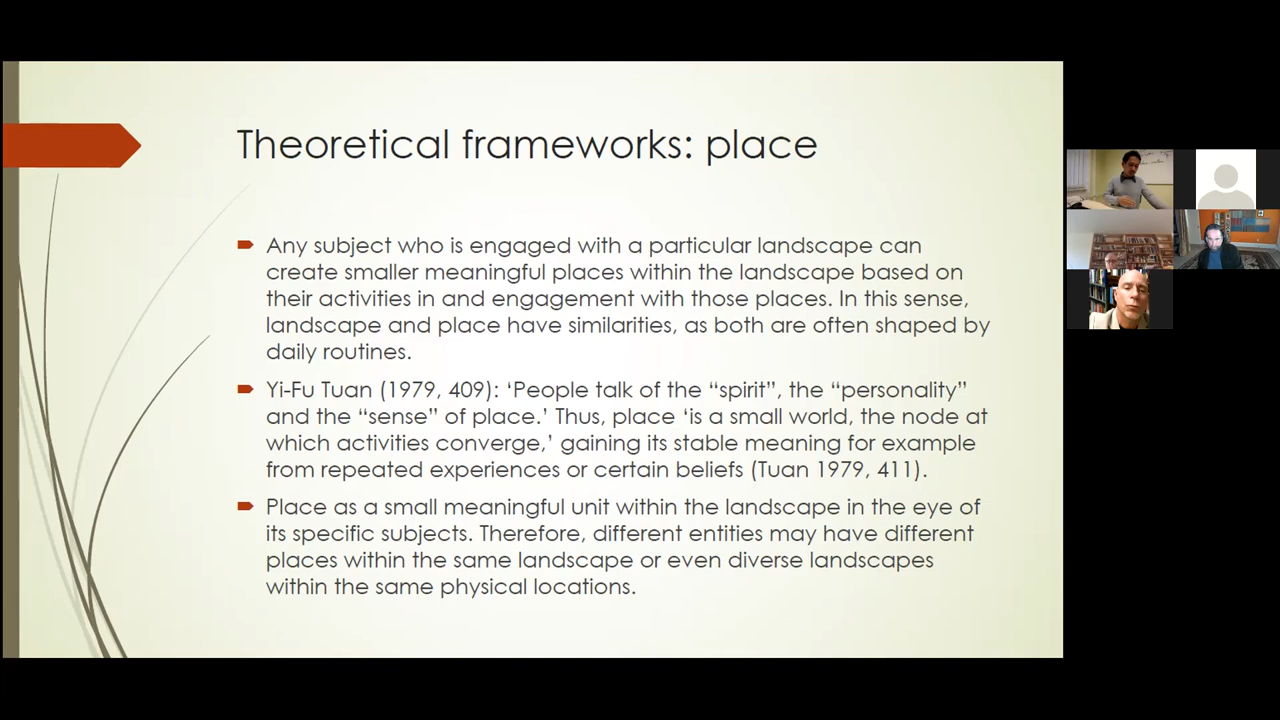 Theoretical frameworks: place
Any subject who is engaged with a particular landscape can
create smaller meaningful places within the landscape based on
their activities in and engagement with those places. In this sense,
landscape and place have similarities, as both are often shaped by
daily routines.
Yi-Fu Tuan (1979, 409): ‘People talk of the “spirit”, the “personality”
and the “sense” of place.’ Thus, place ‘is a small world, the node at
which activities converge,’ gaining its stable meaning for example
from repeated experiences or certain beliefs (Tuan 1979, 411).
Place as a small meaningful unit within the landscape in the eye of
its specific subjects. Therefore, different entities may have different
places within the same landscape or even diverse landscapes
within the same physical locations.